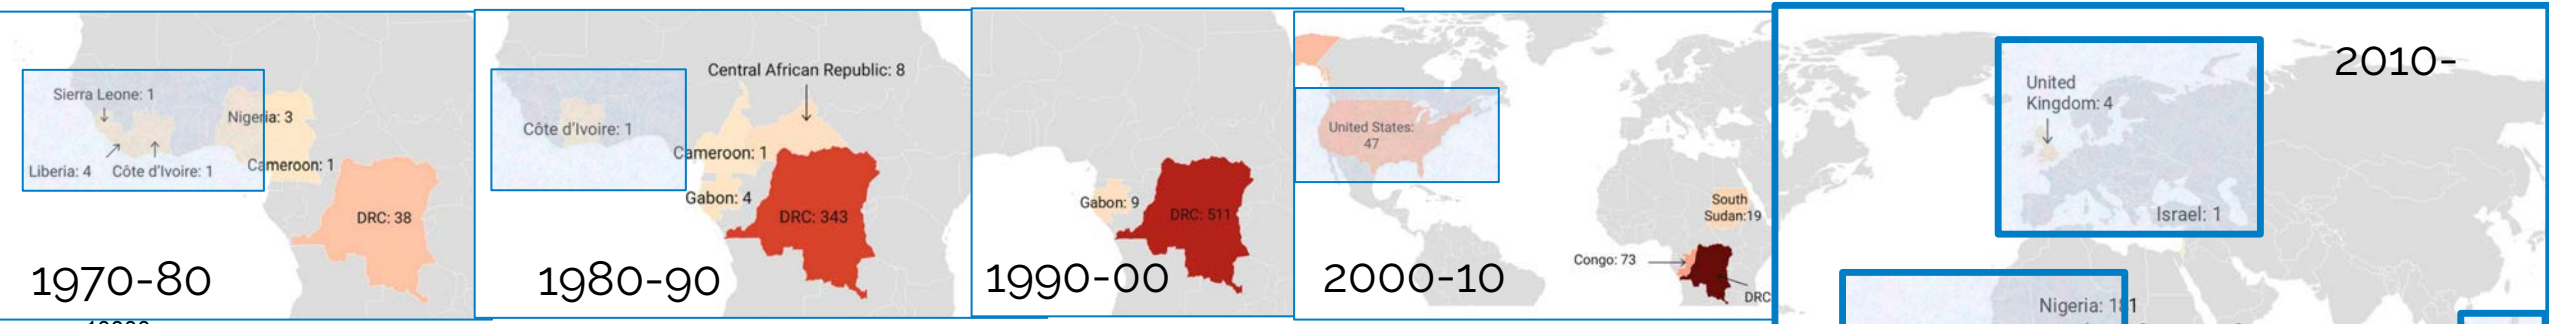 Sierra Leone: 1
Nigeria: 3
Liberia: 4
Côte d'Ivoire: 1
Cameroon: 1
DRC: 38
1970-80
Central African Republic: 8
Côte d'Ivoire: 1
Cameroon: 1
Gabon: 4
DRC: 343
1980-90
Gabon: 9
DRC: 511
1990-00
United States:
47
South
Sudan:19
Congo: 73
DRC
2000-10
2010-
United
Kingdom: 4
Israel: 1
Nigeria: 181